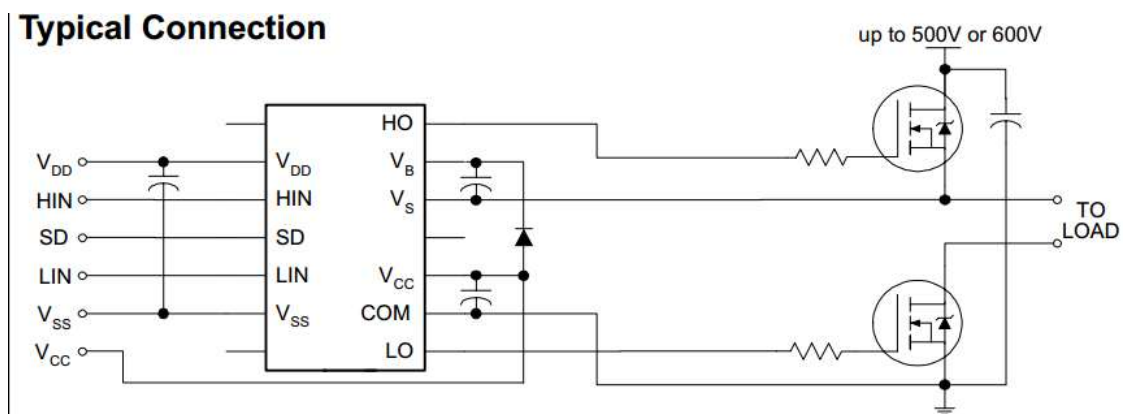 Typical Connection
up to 500V or 600V
HO
VDD
VDD
VB
HIN
HIN
VS
TO
LOAD
SD
SD
LIN
LIN
VCC
VSS
VSS
COM
VCC
LO